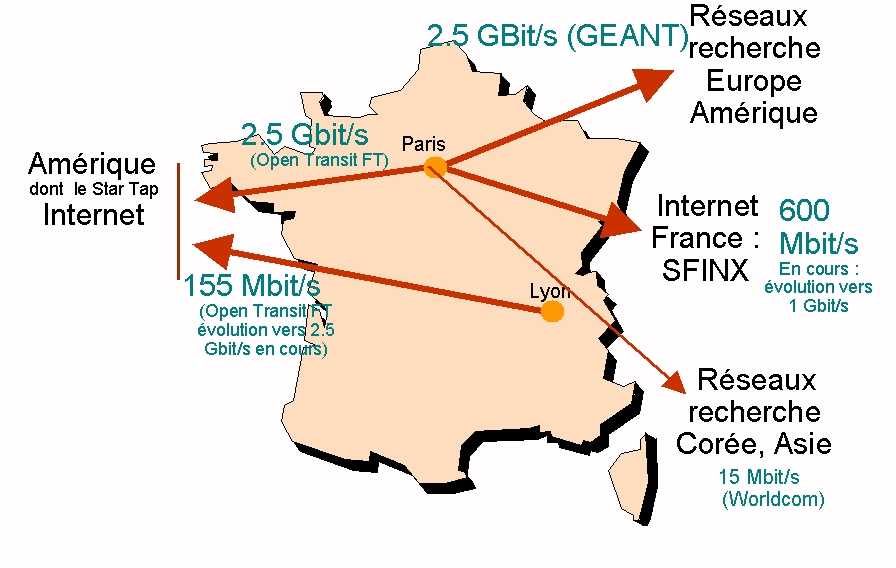 2.5 GBit/s (GEANT)
Réseaux
recherche
Europe
Amérique
2.5 Gbit/s
(Open Transit FT)
Paris
Amérique
dont le Star Tap
Internet
Internet
France :
SFINX
600
Mbit/s
En cours :
évolution vers
1 Gbit/s
155 Mbit/s
(Open Transit FT
évolution vers 2.5
Gbit/s en cours)
Lyon
Réseaux
recherche
Corée, Asie
15 Mbit/s
(Worldcom)